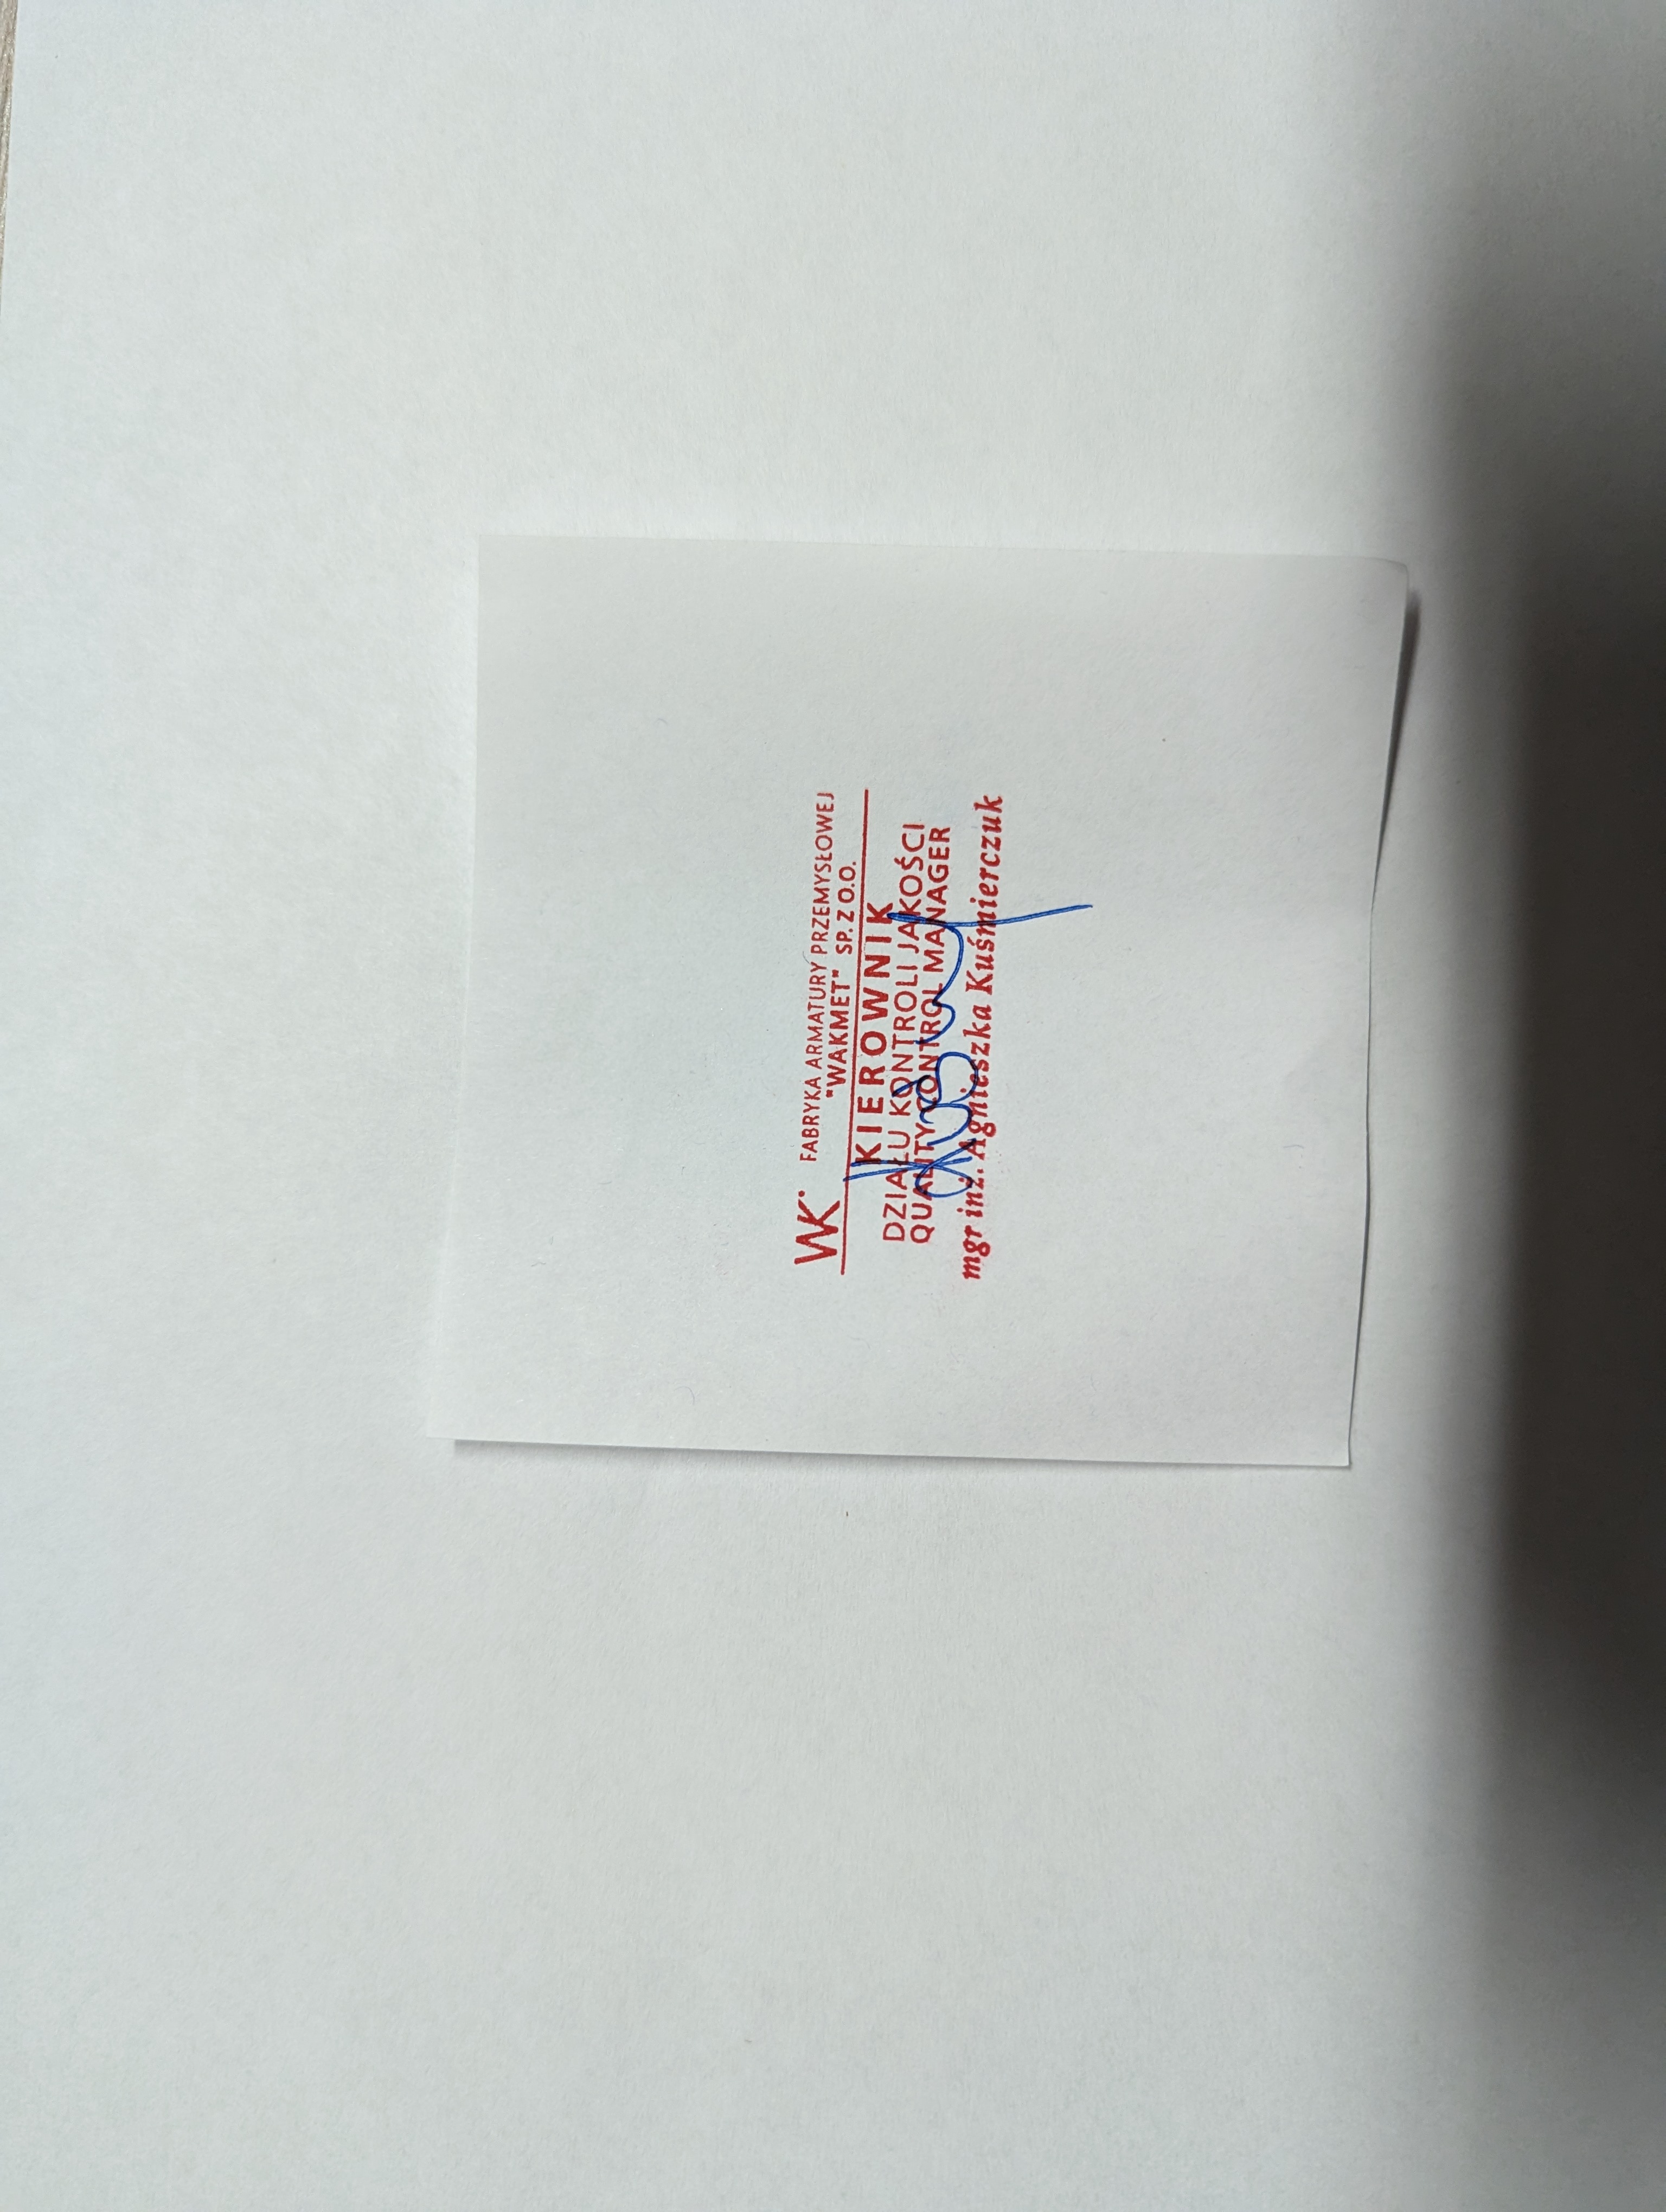 WK
FABRYKA ARMATURY PRZEMYSŁOWEJ
"WAKMET" SP. Z O.O.
KIEROWNIK
DZIAŁU KONTROLI JAKOŚCI
QUALITY CONTROL MANAGER
mgr inż. Agnieszka Kuśmierczuk